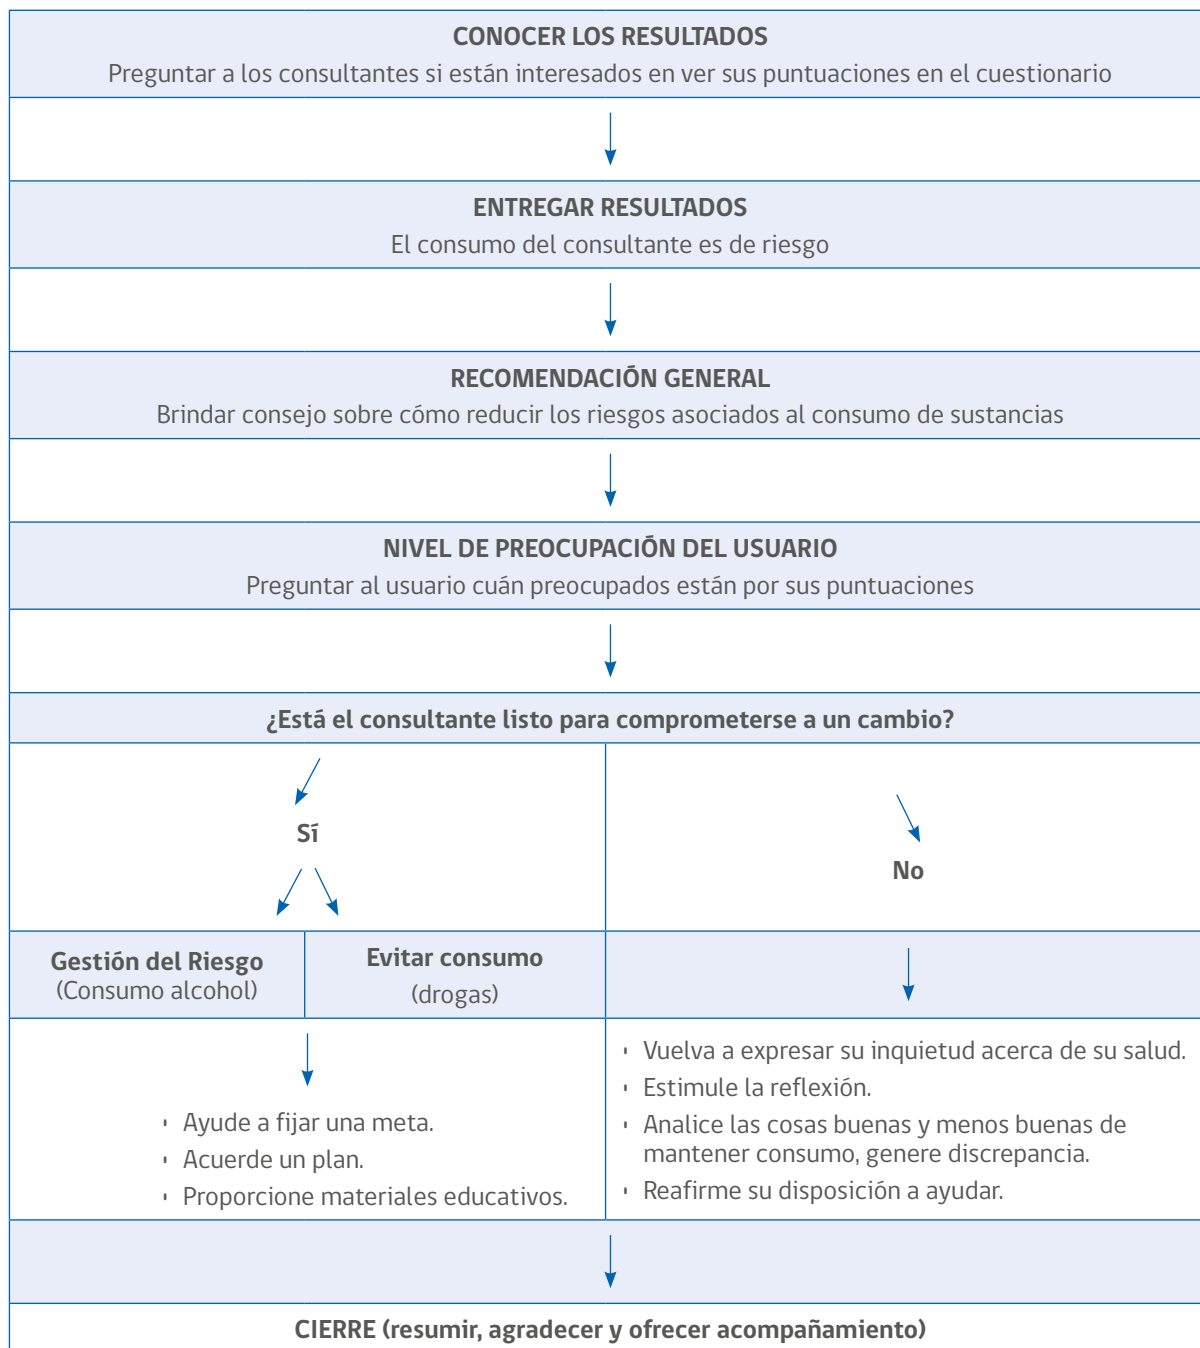 CONOCER LOS RESULTADOS
Preguntar a los consultantes si están interesados en ver sus puntuaciones en el cuestionario
ENTREGAR RESULTADOS
El consumo del consultante es de riesgo
RECOMENDACIÓN GENERAL
Brindar consejo sobre cómo reducir los riesgos asociados al consumo de sustancias
NIVEL DE PREOCUPACIÓN DEL USUARIO
Preguntar al usuario cuán preocupados están por sus puntuaciones
¿Está el consultante listo para comprometerse a un cambio?
Sí
No
Gestión del Riesgo
(Consumo alcohol)
Evitar consumo
(drogas)
Ayude a fijar una meta.
Acuerde un plan.
Proporcione materiales educativos.
Vuelva a expresar su inquietud acerca de su salud.
Estimule la reflexión.
Analice las cosas buenas y menos buenas de
mantener consumo, genere discrepancia.
Reafirme su disposición a ayudar.
CIERRE (resumir, agradecer y ofrecer acompañamiento)